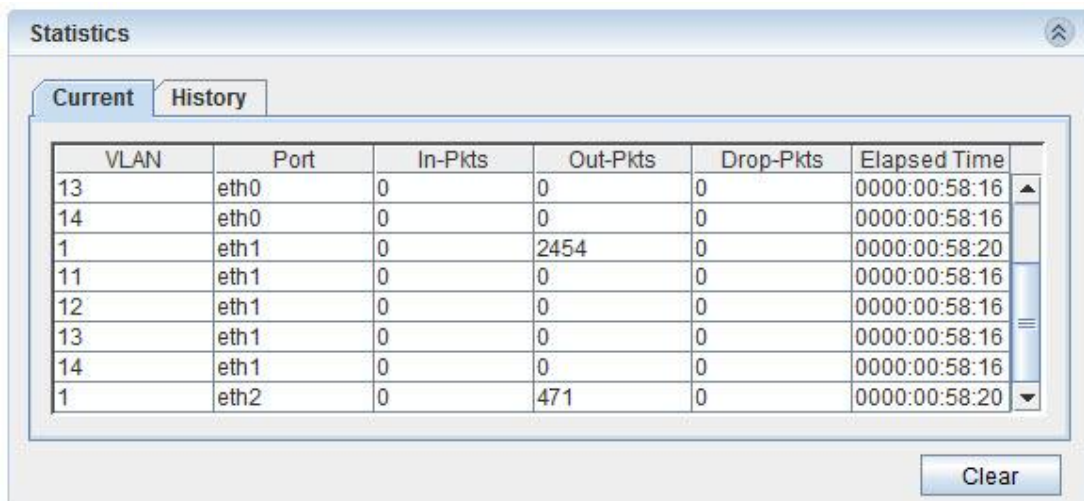 Statistics
Current History
VLAN Port In-Pkts Out-Pkts Drop-Pkts Elapsed Time
13 eth0 0 0 0 0000:00:58:16
14 eth0 0 0 0 0000:00:58:16
1 eth1 0 2454 0 0000:00:58:20
11 eth1 0 0 0 0000:00:58:16
12 eth1 0 0 0 0000:00:58:16
13 eth1 0 0 0 0000:00:58:16
14 eth1 0 0 0 0000:00:58:16
1 eth2 0 471 0 0000:00:58:20
Clear